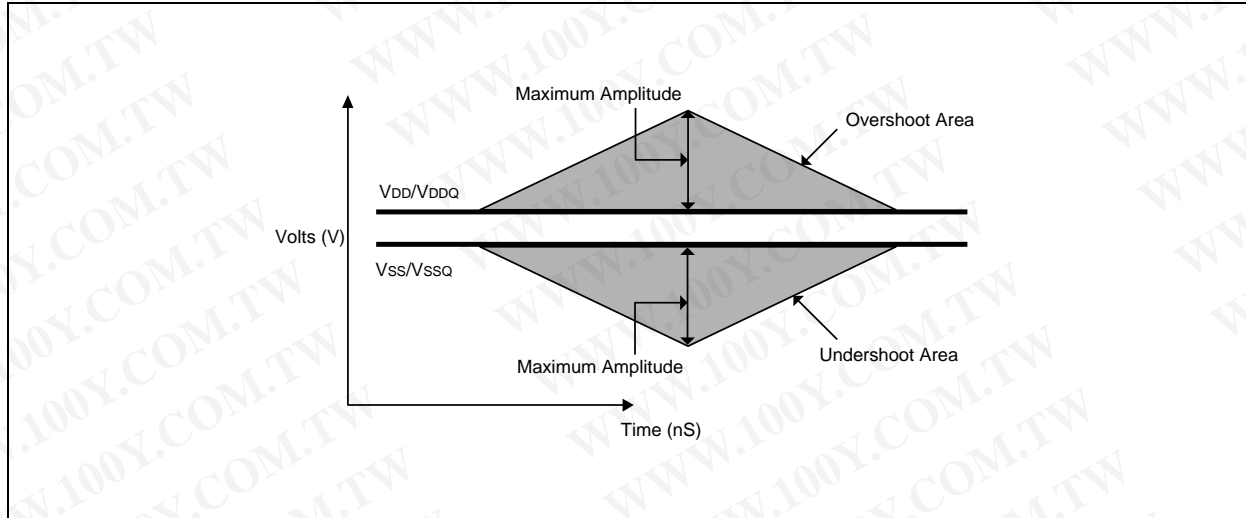 Maximum Amplitude
Overshoot Area
VDD/VDDQ
Volts (V)
VSS/VSSQ
Maximum Amplitude
Undershoot Area
Time (nS)
WWW.100Y.COM.TW